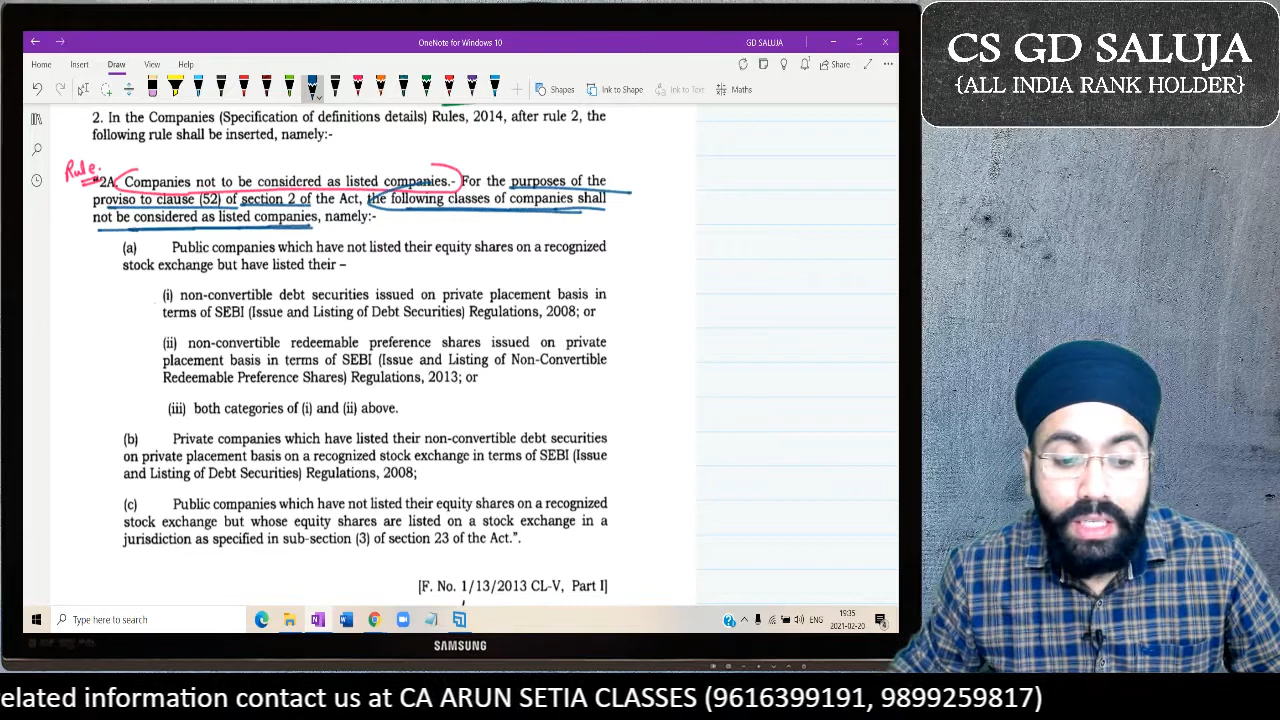 OneNote for Windows 10
GD SALUJA
CS GD SALUJA
{ALL INDIA RANK HOLDER}
Home Insert Draw View Help
Share
Shapes Ink to Shape Ink to Text Maths
2. In the Companies (Specification of definitions details) Rules, 2014, after rule 2, the
following rule shall be inserted, namely:-
Rule.
"2A Companies not to be considered as listed companies.- For the purposes of the
proviso to clause (52) of section 2 of the Act, the following classes of companies shall
not be considered as listed companies, namely:-
(a) Public companies which have not listed their equity shares on a recognized
stock exchange but have listed their –
(i) non-convertible debt securities issued on private placement basis in
terms of SEBI (Issue and Listing of Debt Securities) Regulations, 2008; or
(ii) non-convertible redeemable preference shares issued on private
placement basis in terms of SEBI (Issue and Listing of Non-Convertible
Redeemable Preference Shares) Regulations, 2013; or
(iii) both categories of (i) and (ii) above.
(b) Private companies which have listed their non-convertible debt securities
on private placement basis on a recognized stock exchange in terms of SEBI (Issue
and Listing of Debt Securities) Regulations, 2008;
(c) Public companies which have not listed their equity shares on a recognized
stock exchange but whose equity shares are listed on a stock exchange in a
jurisdiction as specified in sub-section (3) of section 23 of the Act.".
[F. No. 1/13/2013 CL-V, Part I]
Type here to search
ENG
19:35
2021-02-20
SAMSUNG
related information contact us at CA ARUN SETIA CLASSES (9616399191, 9899259817)